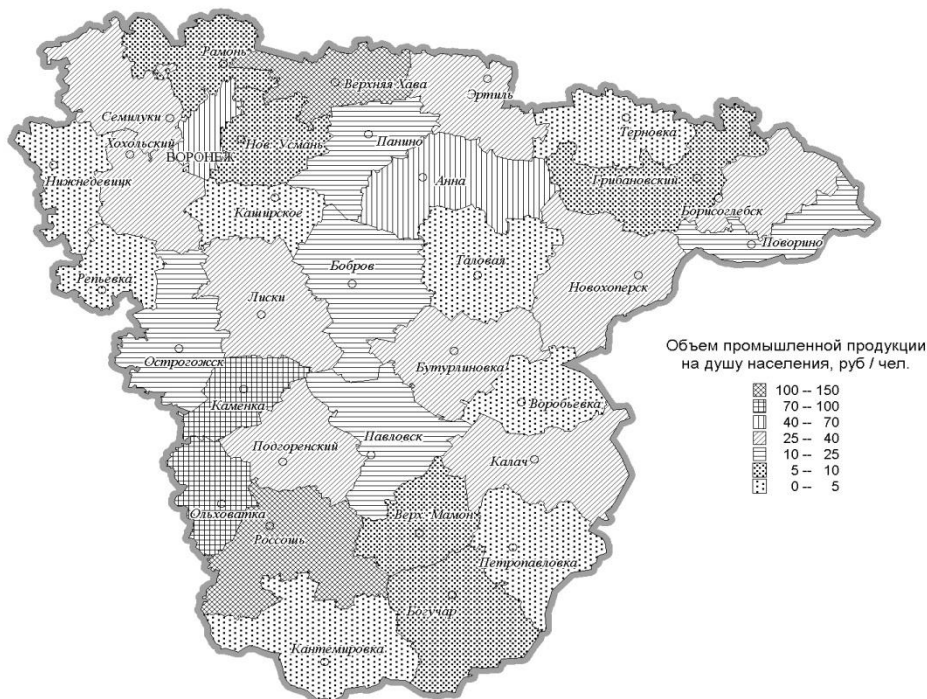 Рамонь
Верхняя Хава
Эртиль
Семилуки
Терновка
Хохольский
Нов. Усмань
Панино
ВОРОНЕЖ
Нижнедевицк
Анна
Грибановский
Каширское
Борисоглебск
Поворино
Репьевка
Бобров
Таловая
Новохоперск
Лиски
Острогожск
Бутурлиновка
Каменка
Воробьевка
Подгоренский
Павловск
Калач
Ольховатка
Россошь
Верх. Мамон
Петропавловка
Богучар
Кантемировка
Объем промышленной продукции
на душу населения, руб / чел.
100 -- 150
70 -- 100
40 -- 70
25 -- 40
10 -- 25
5 -- 10
0 -- 5